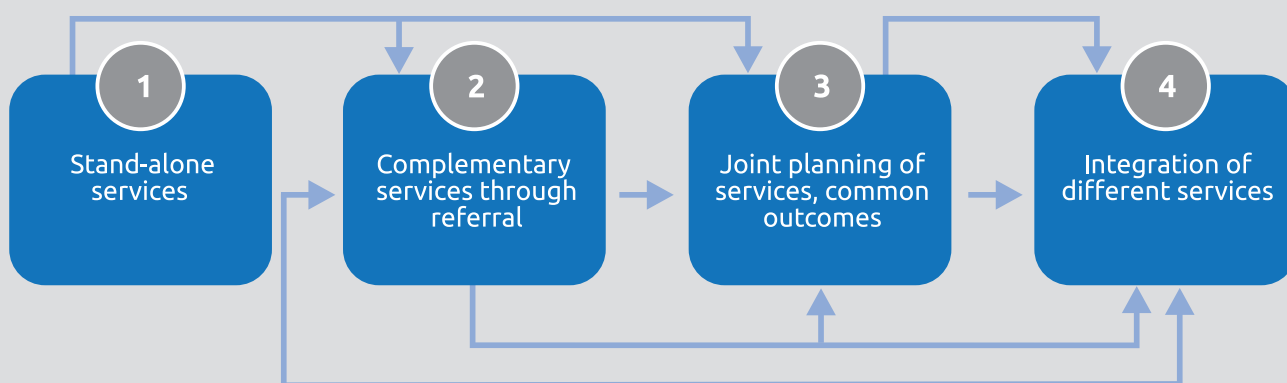 1
Stand-alone
services
2
Complementary
services through
referral
3
Joint planning of
services, common
outcomes
4
Integration of
different services